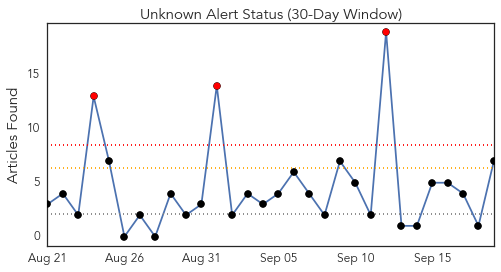 Unknown Alert Status (30-Day Window)
Articles Found
15
10
5
0
Aug 21 Aug 26 Aug 31 Sep 05 Sep 10 Sep 15